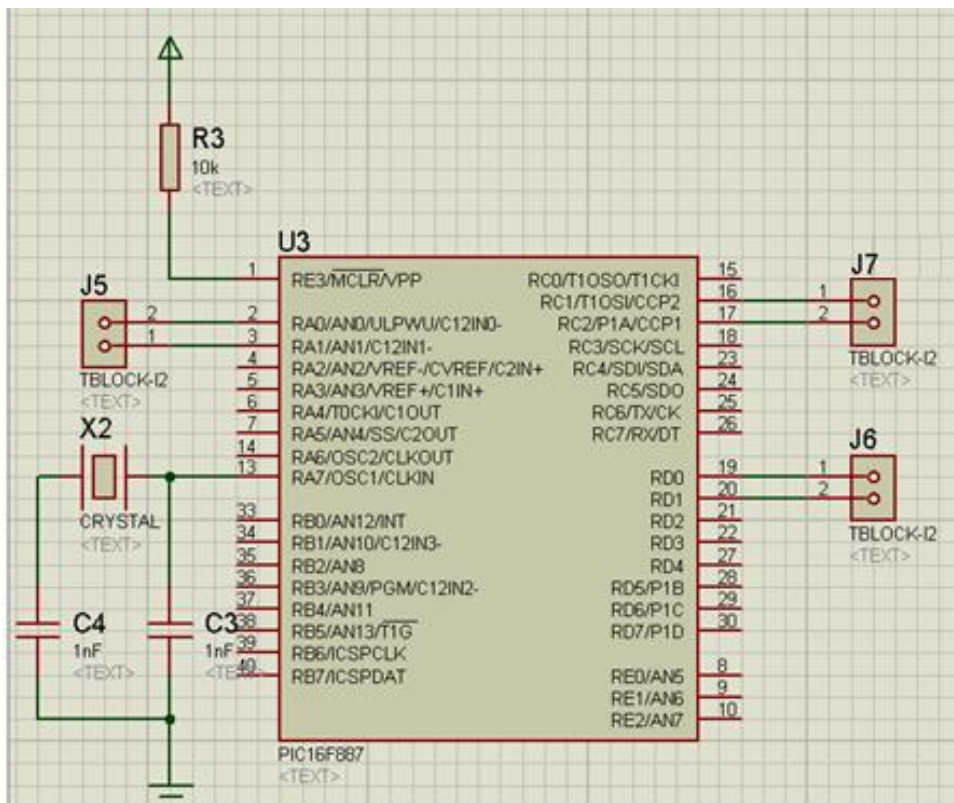 R3
10k
<TEXT>
U3
1 RE3/MCLR/VPP
2 RA0/AN0/ULPWU/C12IN0-
3 RA1/AN1/C12IN1-
4 RA2/AN2/VREF-/CVREF/C2IN+
5 RA3/AN3/VREF+/C1IN+
6 RA4/T0CKI/C1OUT
7 RA5/AN4/SS/C2OUT
14 RA6/OSC2/CLKOUT
13 RA7/OSC1/CLKIN
33 RB0/AN12/INT
34 RB1/AN10/C12IN3-
35 RB2/AN8
36 RB3/AN9/PGM/C12IN2-
37 RB4/AN11
38 RB5/AN13/T1G
39 RB6/ICSPCLK
40 RB7/ICSPDAT
RC0/T1OSO/T1CKI 15
RC1/T1OSI/CCP2 16
RC2/P1A/CCP1 17
RC3/SCK/SCL 18
RC4/SDI/SDA 23
RC5/SDO 24
RC6/TX/CK 25
RC7/RX/DT 26
RD0 19
RD1 20
RD2 21
RD3 22
RD4 27
RD5/P1B 28
RD6/P1C 29
RD7/P1D 30
RE0/AN5 8
RE1/AN6 9
RE2/AN7 10
PIC16F887
<TEXT>
J5
2
1
TBLOCK-I2
<TEXT>
X2
CRYSTAL
<TEXT>
C4
1nF
<TEXT>
C3
1nF
<TEXT>
J7
1
2
TBLOCK-I2
<TEXT>
J6
1
2
TBLOCK-I2
<TEXT>